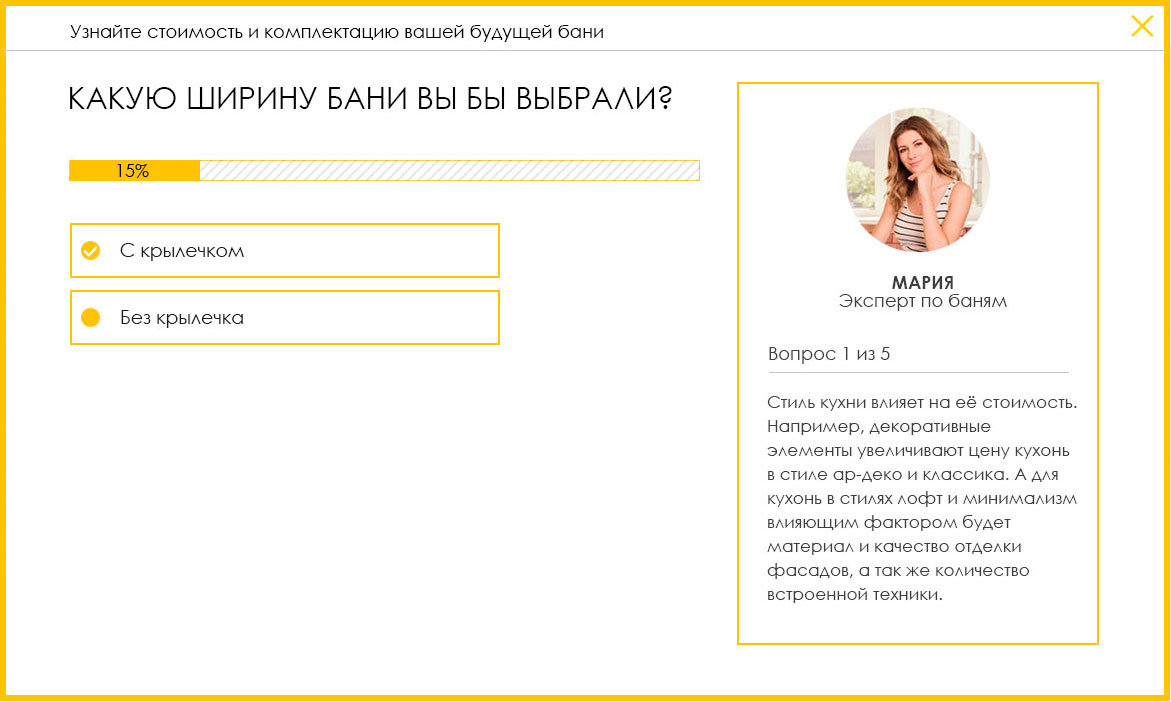 Узнайте стоимость и комплектацию вашей будущей бани
КАКУЮ ШИРИНУ БАНИ ВЫ БЫ ВЫБРАЛИ?
15%
С крылечком
Без крылечка
МАРИЯ
Эксперт по баням
Вопрос 1 из 5
Стиль кухни влияет на её стоимость.
Например, декоративные
элементы увеличивают цену кухонь
в стиле ар-деко и классика. А для
кухонь в стилях лофт и минимализм
влияющим фактором будет
материал и качество отделки
фасадов, а так же количество
встроенной техники.